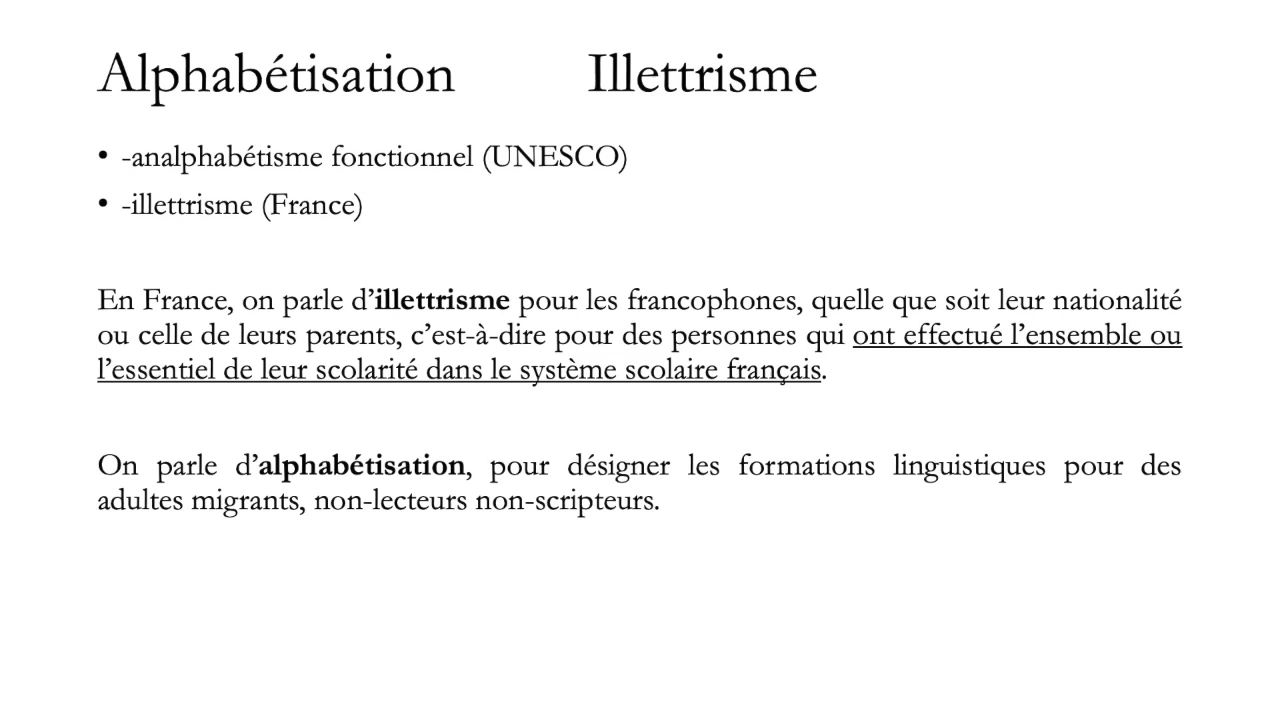 Alphabétisation Illettrisme
• -analphabétisme fonctionnel (UNESCO)
• -illettrisme (France)
En France, on parle d’illettrisme pour les francophones, quelle que soit leur nationalité
ou celle de leurs parents, c’est-à-dire pour des personnes qui ont effectué l’ensemble ou
l’essentiel de leur scolarité dans le système scolaire français.
On parle d’alphabétisation, pour désigner les formations linguistiques pour des
adultes migrants, non-lecteurs non-scripteurs.